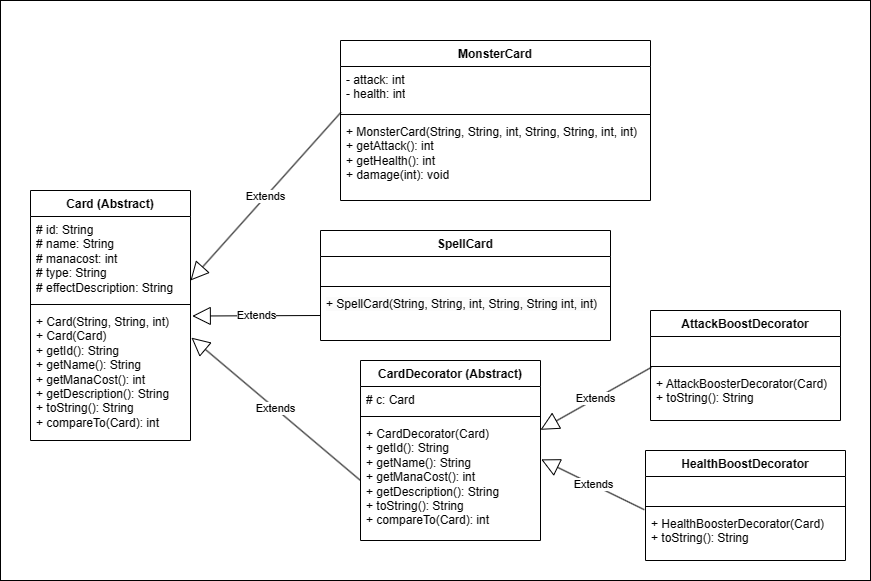 MonsterCard
- attack: int
- health: int
+ MonsterCard(String, String, int, String, String, int, int)
+ getAttack(): int
+ getHealth(): int
+ damage(int): void
Extends
Card (Abstract)
# id: String
# name: String
# manacost: int
# type: String
# effectDescription: String
+ Card(String, String, int)
+ Card(Card)
+ getId(): String
+ getName(): String
+ getManaCost(): int
+ getDescription(): String
+ toString(): String
+ compareTo(Card): int
SpellCard
+ SpellCard(String, String, int, String, String int, int)
Extends
CardDecorator (Abstract)
# c: Card
+ CardDecorator(Card)
+ getId(): String
+ getName(): String
+ getManaCost(): int
+ getDescription(): String
+ toString(): String
+ compareTo(Card): int
Extends
AttackBoostDecorator
+ AttackBoosterDecorator(Card)
+ toString(): String
Extends
HealthBoostDecorator
+ HealthBoosterDecorator(Card)
+ toString(): String
Extends